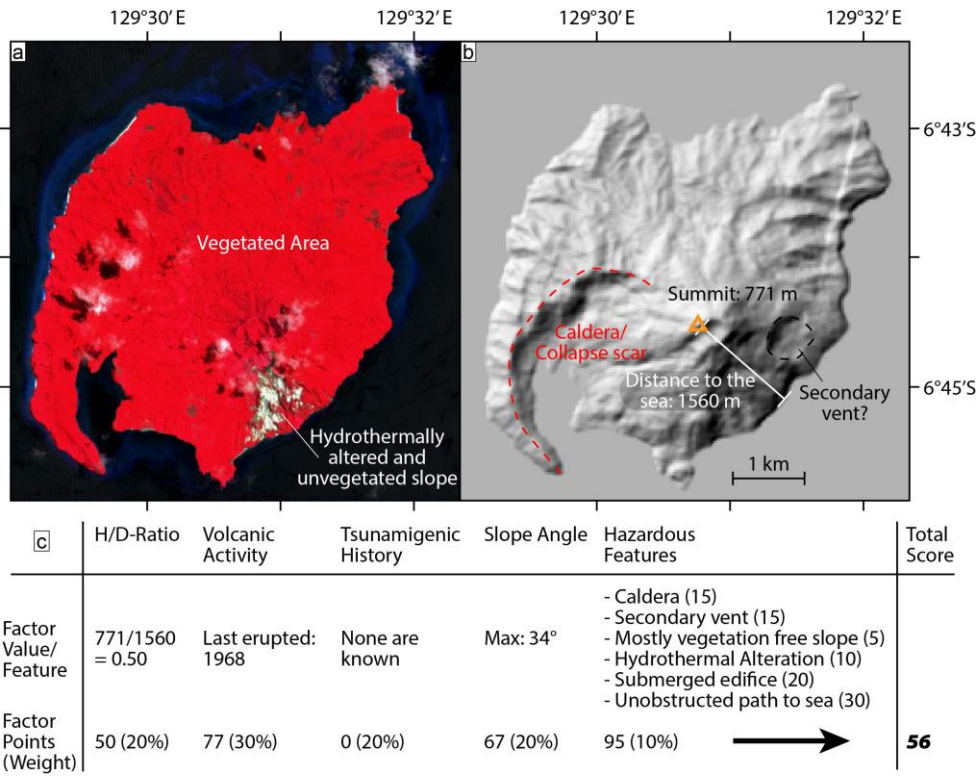 129°30´E
129°32´E
129°30´E
129°32´E
a
b
6°43´S
Vegetated Area
Summit: 771 m
Caldera/
Collapse scar
Distance to the
sea: 1560 m
6°45´S
Secondary
vent?
Hydrothermally
altered and
unvegetated slope
1 km
c
H/D-Ratio
Volcanic
Activity
Tsunamigenic
History
Slope Angle
Hazardous
Features
Total
Score
Factor
Value/
Feature
771/1560
= 0.50
Last erupted:
1968
None are
known
Max: 34°
- Caldera (15)
- Secondary vent (15)
- Mostly vegetation free slope (5)
- Hydrothermal Alteration (10)
- Submerged edifice (20)
- Unobstructed path to sea (30)
Factor
Points
(Weight)
50 (20%)
77 (30%)
0 (20%)
67 (20%)
95 (10%)
56